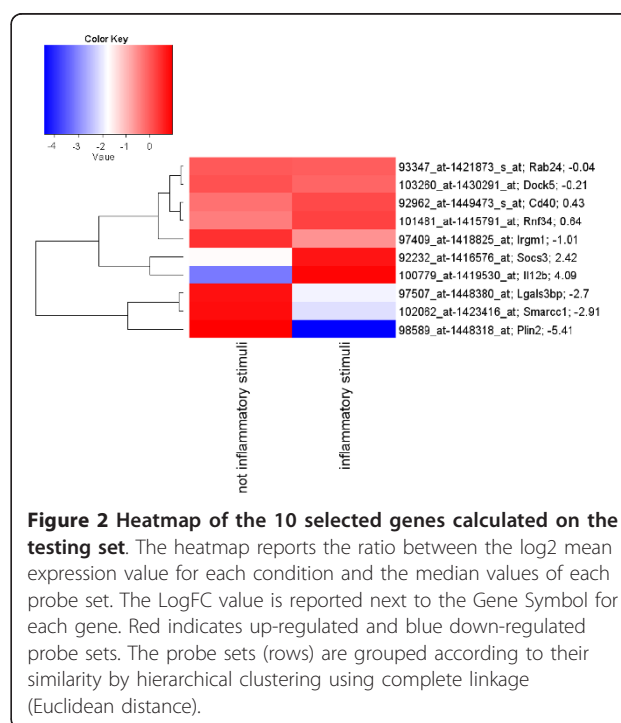 Color Key
-4 -3 -2 -1 0
Value
93347_at-1421873_s_at; Rab24; -0.04
103260_at-1430291_at; Dock5; -0.21
92962_at-1449473_s_at; Cd40; 0.43
101481_at-1415791_at; Rnf34; 0.64
97409_at-1418825_at; Irgm1; -1.01
92232_at-1416576_at; Socs3; 2.42
100779_at-1419530_at; Il12b; 4.09
97507_at-1448380_at; Lgals3bp; -2.7
102062_at-1423416_at; Smarcc1; -2.91
98589_at-1448318_at; Plin2; -5.41
not inflammatory stimuli
inflammatory stimuli
Figure 2 Heatmap of the 10 selected genes calculated on the
testing set. The heatmap reports the ratio between the log2 mean
expression value for each condition and the median values of each
probe set. The LogFC value is reported next to the Gene Symbol for
each gene. Red indicates up-regulated and blue down-regulated
probe sets. The probe sets (rows) are grouped according to their
similarity by hierarchical clustering using complete linkage
(Euclidean distance).